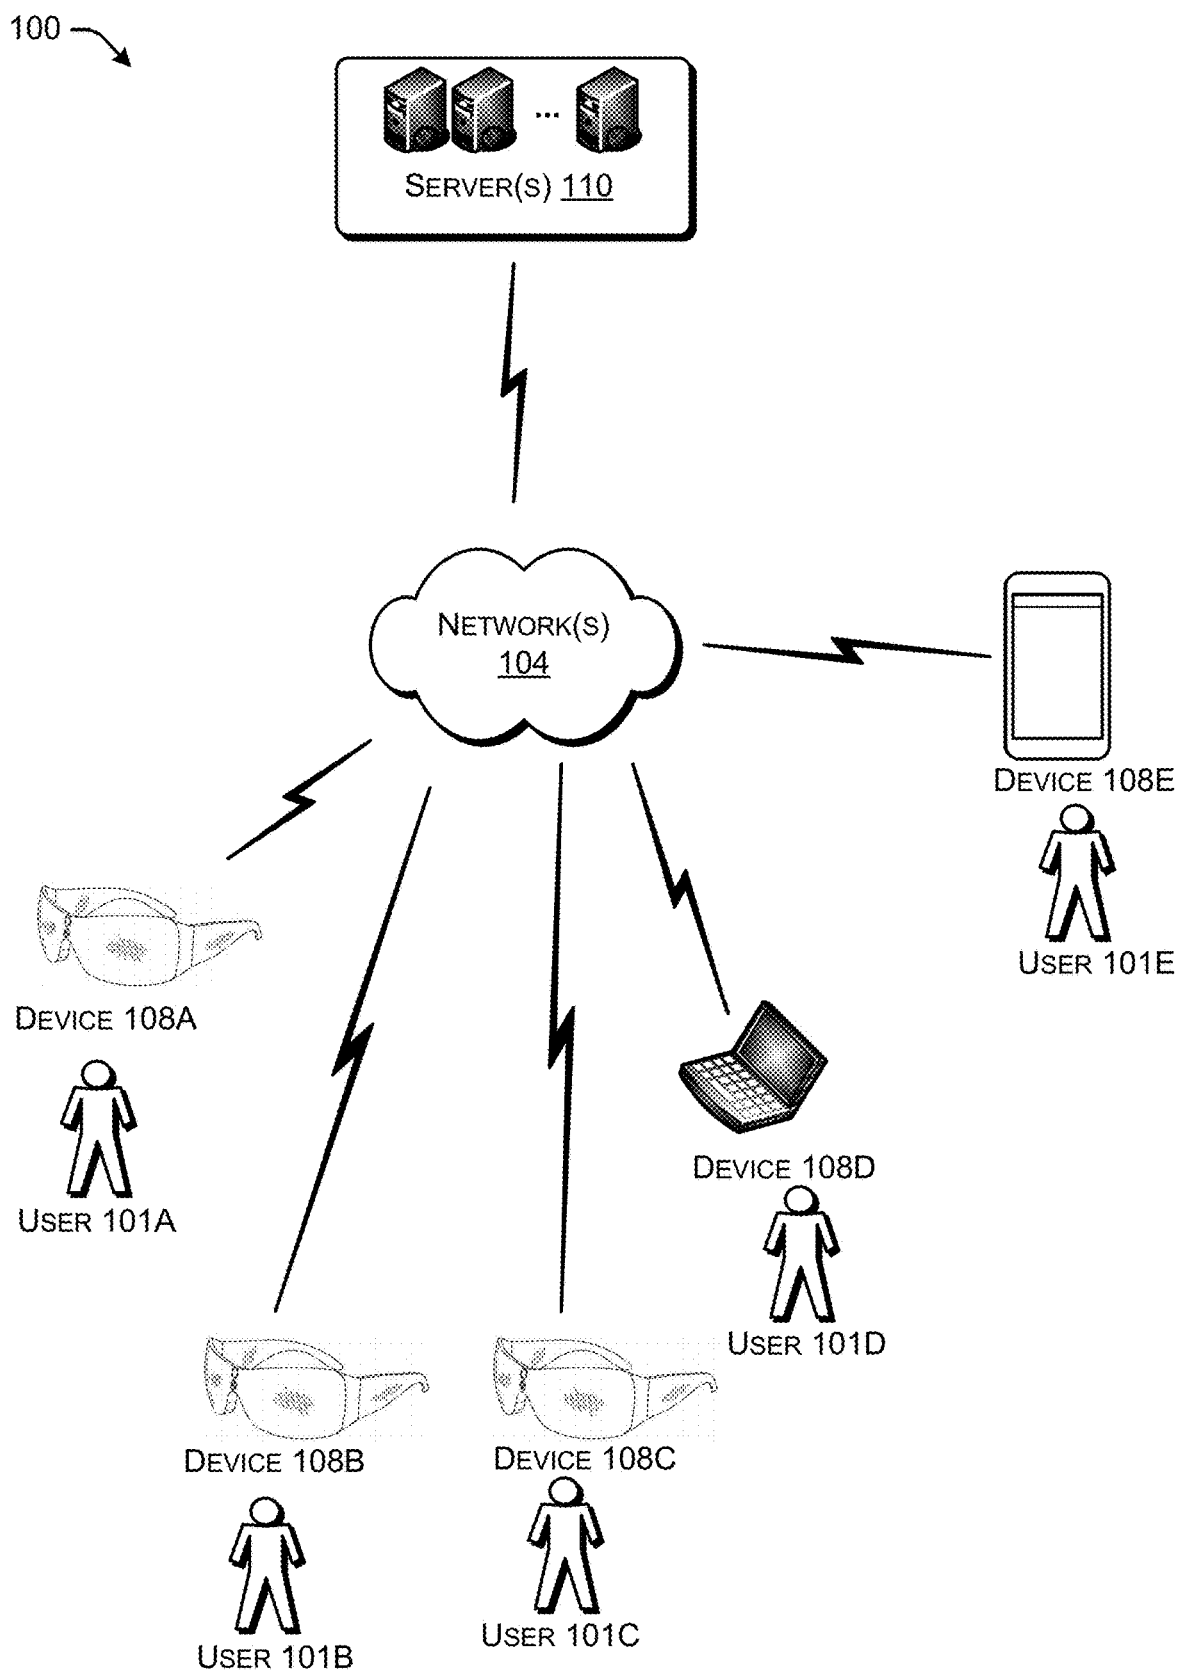 100
...
SERVER(S) 110
NETWORK(S)
104
DEVICE 108E
USER 101E
DEVICE 108A
USER 101A
DEVICE 108D
USER 101D
DEVICE 108B
DEVICE 108C
USER 101B
USER 101C